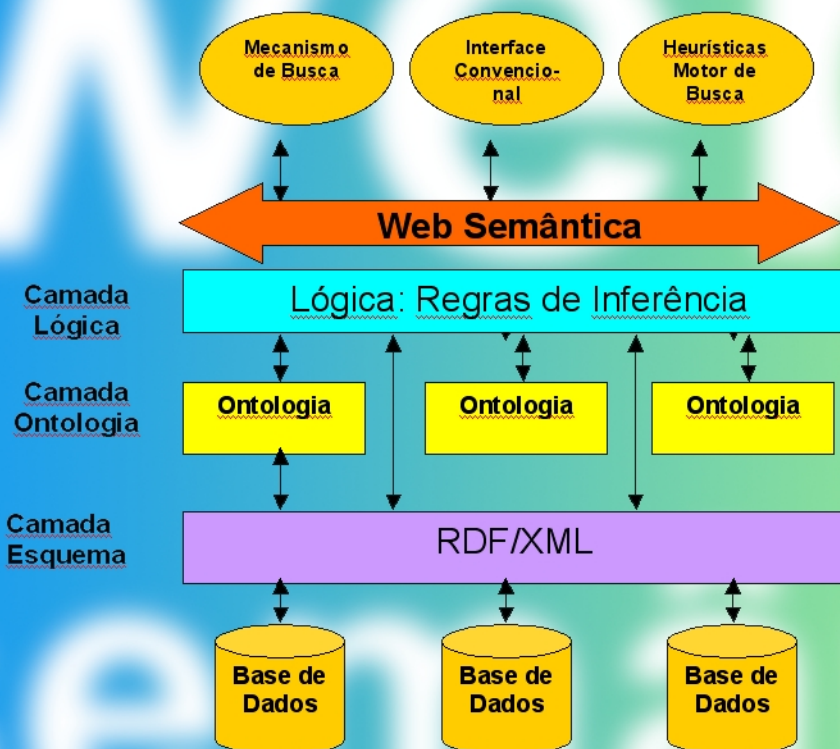 Mecanismo
de Busca
Interface
Convencio-
nal
Heurísticas
Motor de
Busca
Web Semântica
Camada
Lógica
Lógica: Regras de Inferência
Camada
Ontologia
Ontologia
Ontologia
Ontologia
Camada
Esquema
RDF/XML
Base de
Dados
Base de
Dados
Base de
Dados